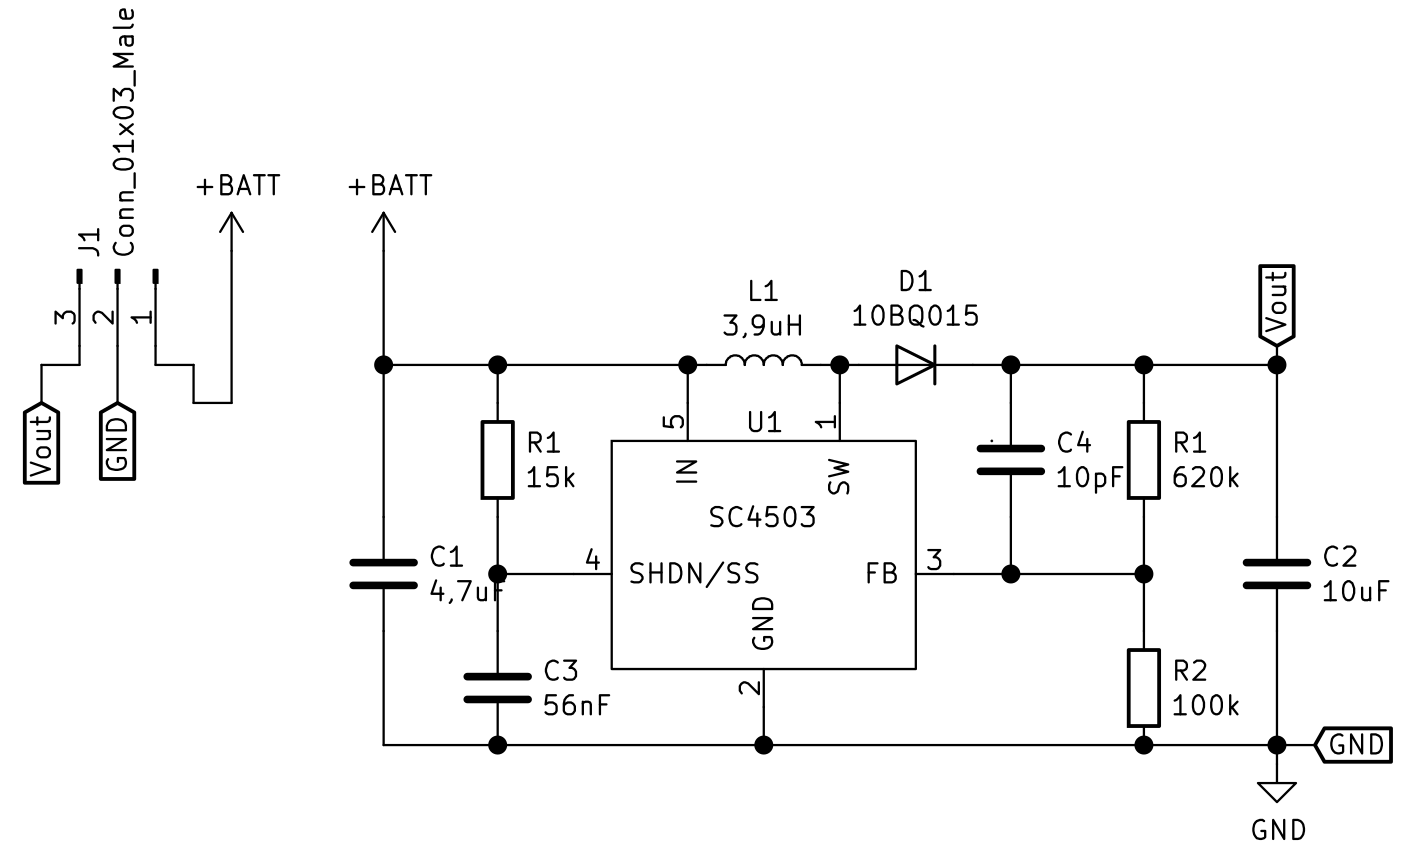 Conn_01x03_Male
J1
+BATT
+BATT
3
2
1
Vout
GND
L1
3,9uH
D1
10BQ015
Vout
5
U1
1
R1
15k
IN
SW
SC4503
C4
10pF
R1
620k
C1
4,7uF
4
SHDN/SS
FB
3
GND
C2
10uF
C3
56nF
2
R2
100k
GND
GND